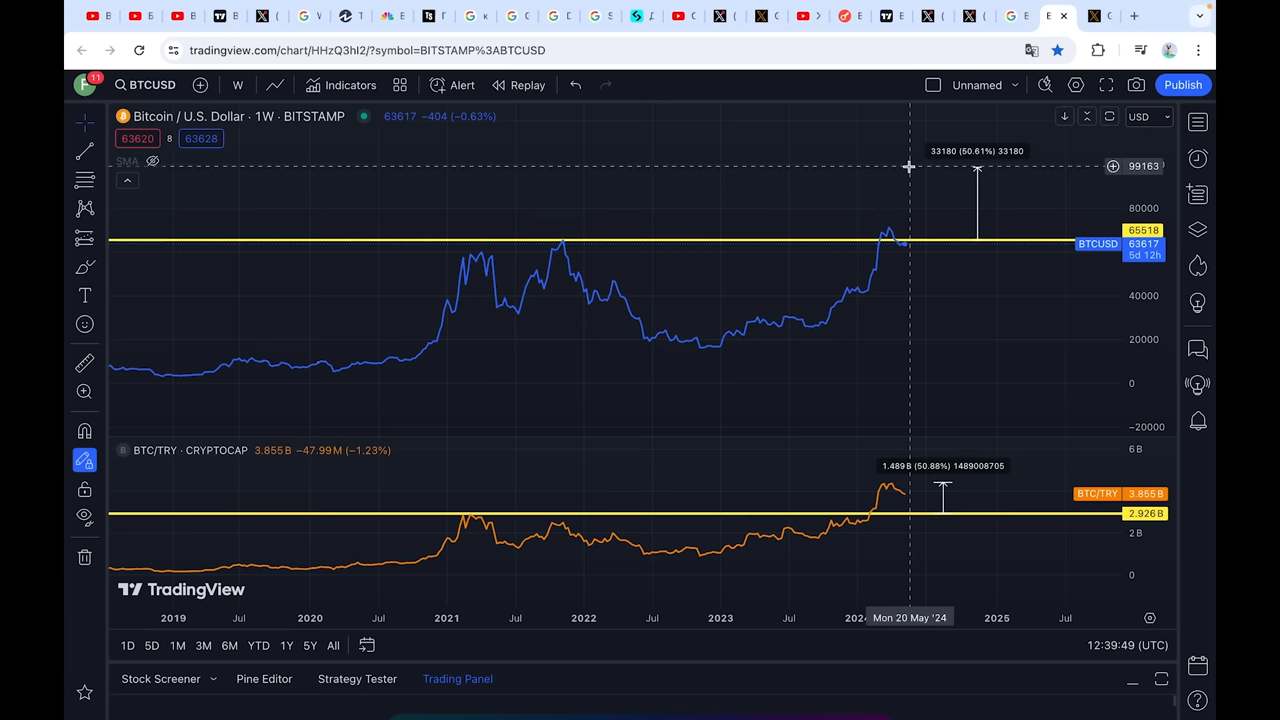 tradingview.com/chart/HHzQ3hI2/?symbol=BITSTAMP%3ABTCUSD
F 11 BTCUSD W Indicators Alert Replay Unnamed Publish
Bitcoin / U.S. Dollar · 1W · BITSTAMP 63617 −404 (−0.63%) USD
63620 8 63628
SMA
33180 (50.61%) 33180
99163
80000
65518
BTCUSD 63617
5d 12h
40000
20000
0
−20000
BTC/TRY · CRYPTOCAP 3.855 B −47.99 M (−1.23%)
6 B
1.489 B (50.88%) 1489008705
BTC/TRY 3.855 B
2.926 B
2 B
0
TradingView
2019 Jul 2020 Jul 2021 Jul 2022 Jul 2023 Jul 2024 Mon 20 May '24 2025 Jul
1D 5D 1M 3M 6M YTD 1Y 5Y All 12:39:49 (UTC)
Stock Screener Pine Editor Strategy Tester Trading Panel